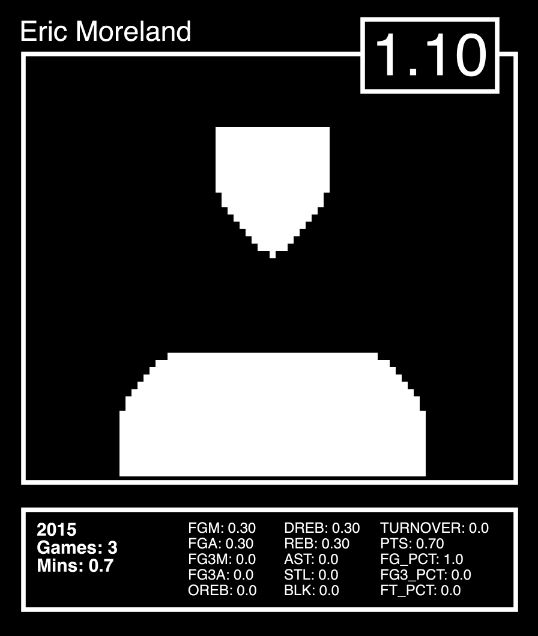 Eric Moreland
1.10
2015
Games: 3
Mins: 0.7
FGM: 0.30
FGA: 0.30
FG3M: 0.0
FG3A: 0.0
OREB: 0.0
DREB: 0.30
REB: 0.30
AST: 0.0
STL: 0.0
BLK: 0.0
TURNOVER: 0.0
PTS: 0.70
FG_PCT: 1.0
FG3_PCT: 0.0
FT_PCT: 0.0